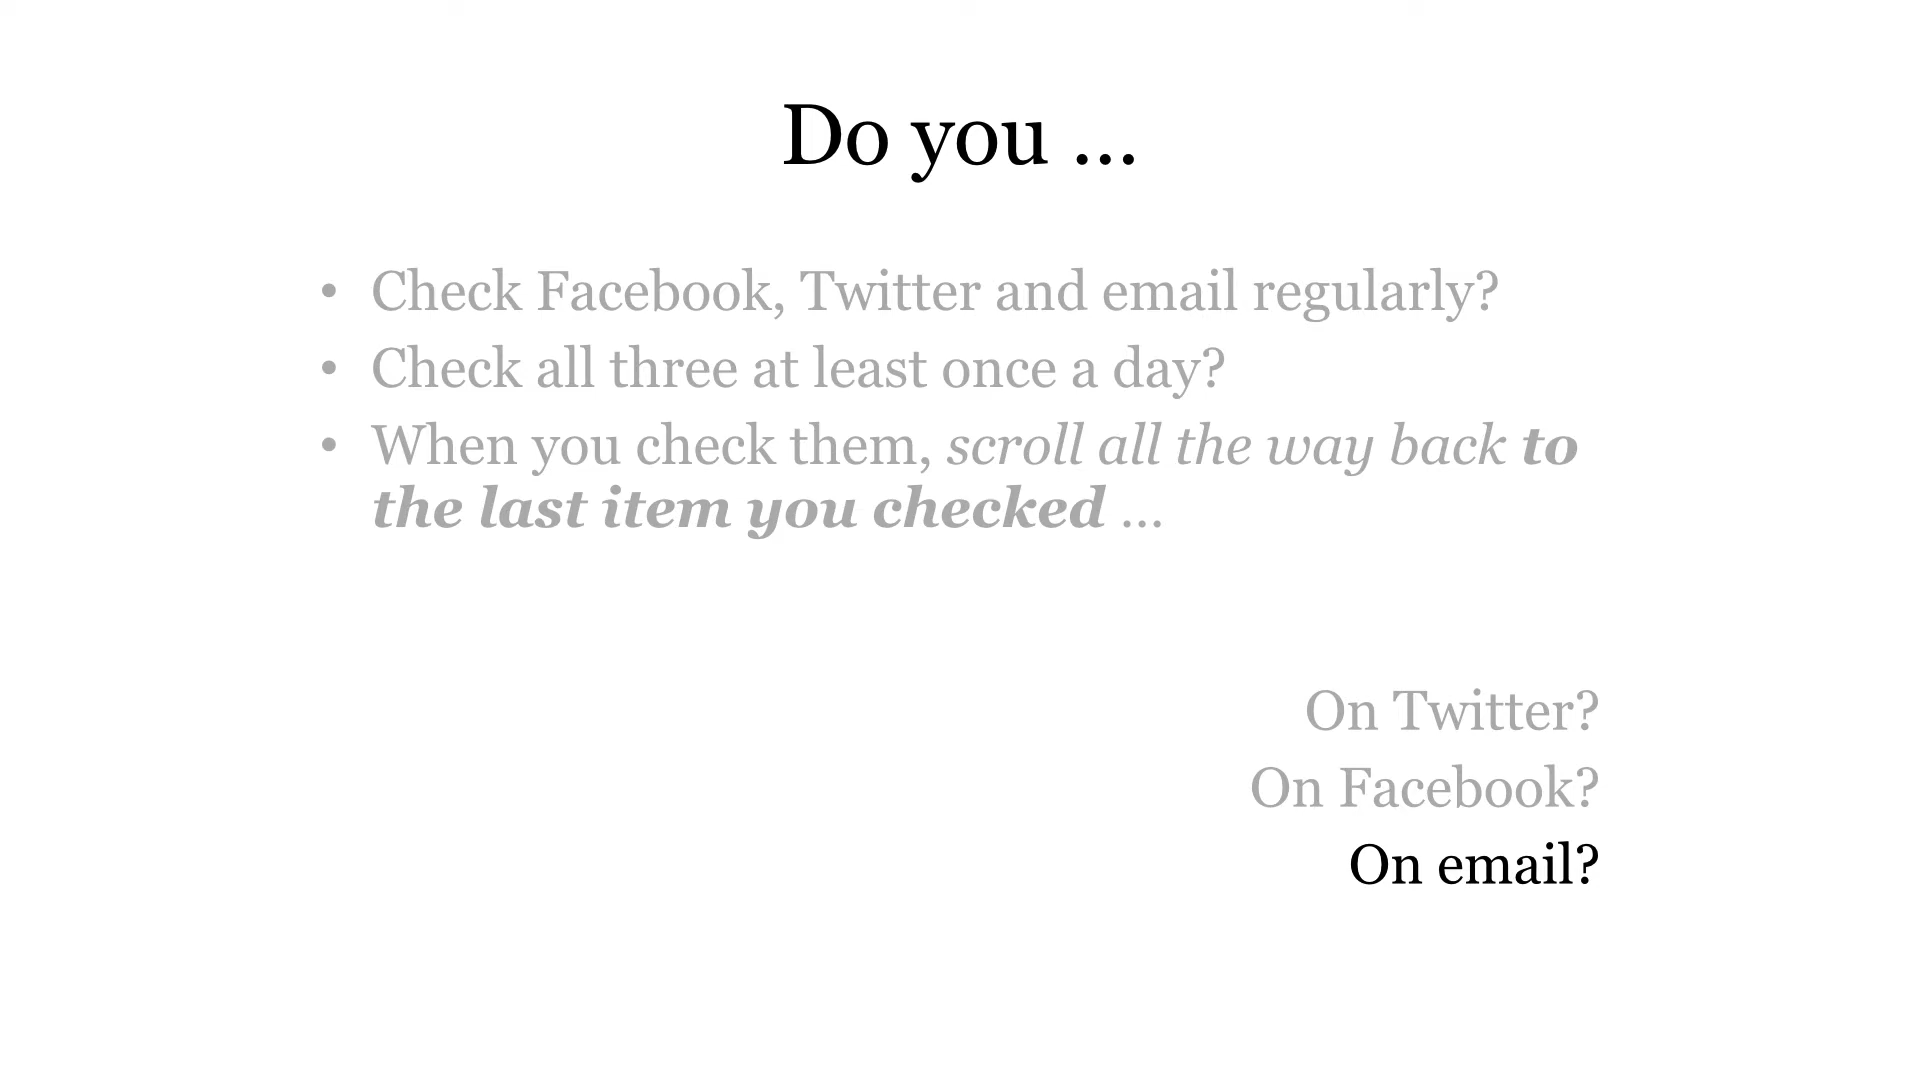 Do you ...
• Check Facebook, Twitter and email regularly?
• Check all three at least once a day?
• When you check them, scroll all the way back to
the last item you checked ...
On Twitter?
On Facebook?
On email?